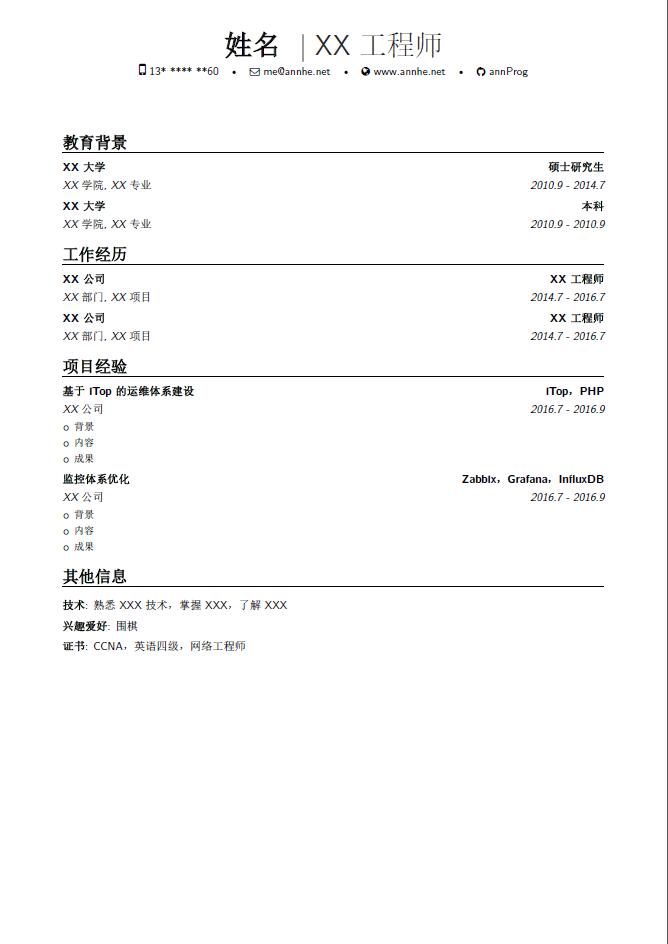 姓名 | XX 工程师
13* **** **60 • me@annhe.net • www.annhe.net • annProg
教育背景
XX 大学 硕士研究生
XX 学院, XX 专业 2010.9 - 2014.7
XX 大学 本科
XX 学院, XX 专业 2010.9 - 2010.9
工作经历
XX 公司 XX 工程师
XX 部门, XX 项目 2014.7 - 2016.7
XX 公司 XX 工程师
XX 部门, XX 项目 2014.7 - 2016.7
项目经验
基于 iTop 的运维体系建设 iTop，PHP
XX 公司 2016.7 - 2016.9
o 背景
o 内容
o 成果
监控体系优化 Zabbix，Grafana，InfluxDB
XX 公司 2016.7 - 2016.9
o 背景
o 内容
o 成果
其他信息
技术: 熟悉 XXX 技术，掌握 XXX，了解 XXX
兴趣爱好: 围棋
证书: CCNA，英语四级，网络工程师